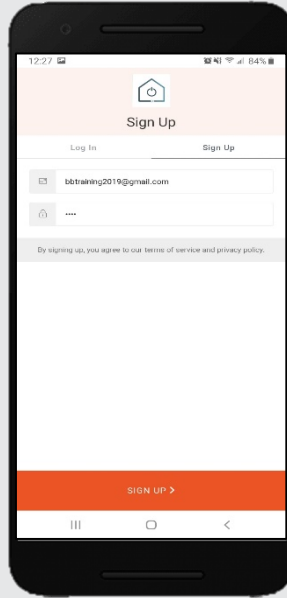 12:27 84%
Sign Up
Log In Sign Up
bbtraining2019@gmail.com
••••
By signing up, you agree to our terms of service and privacy policy.
SIGN UP >